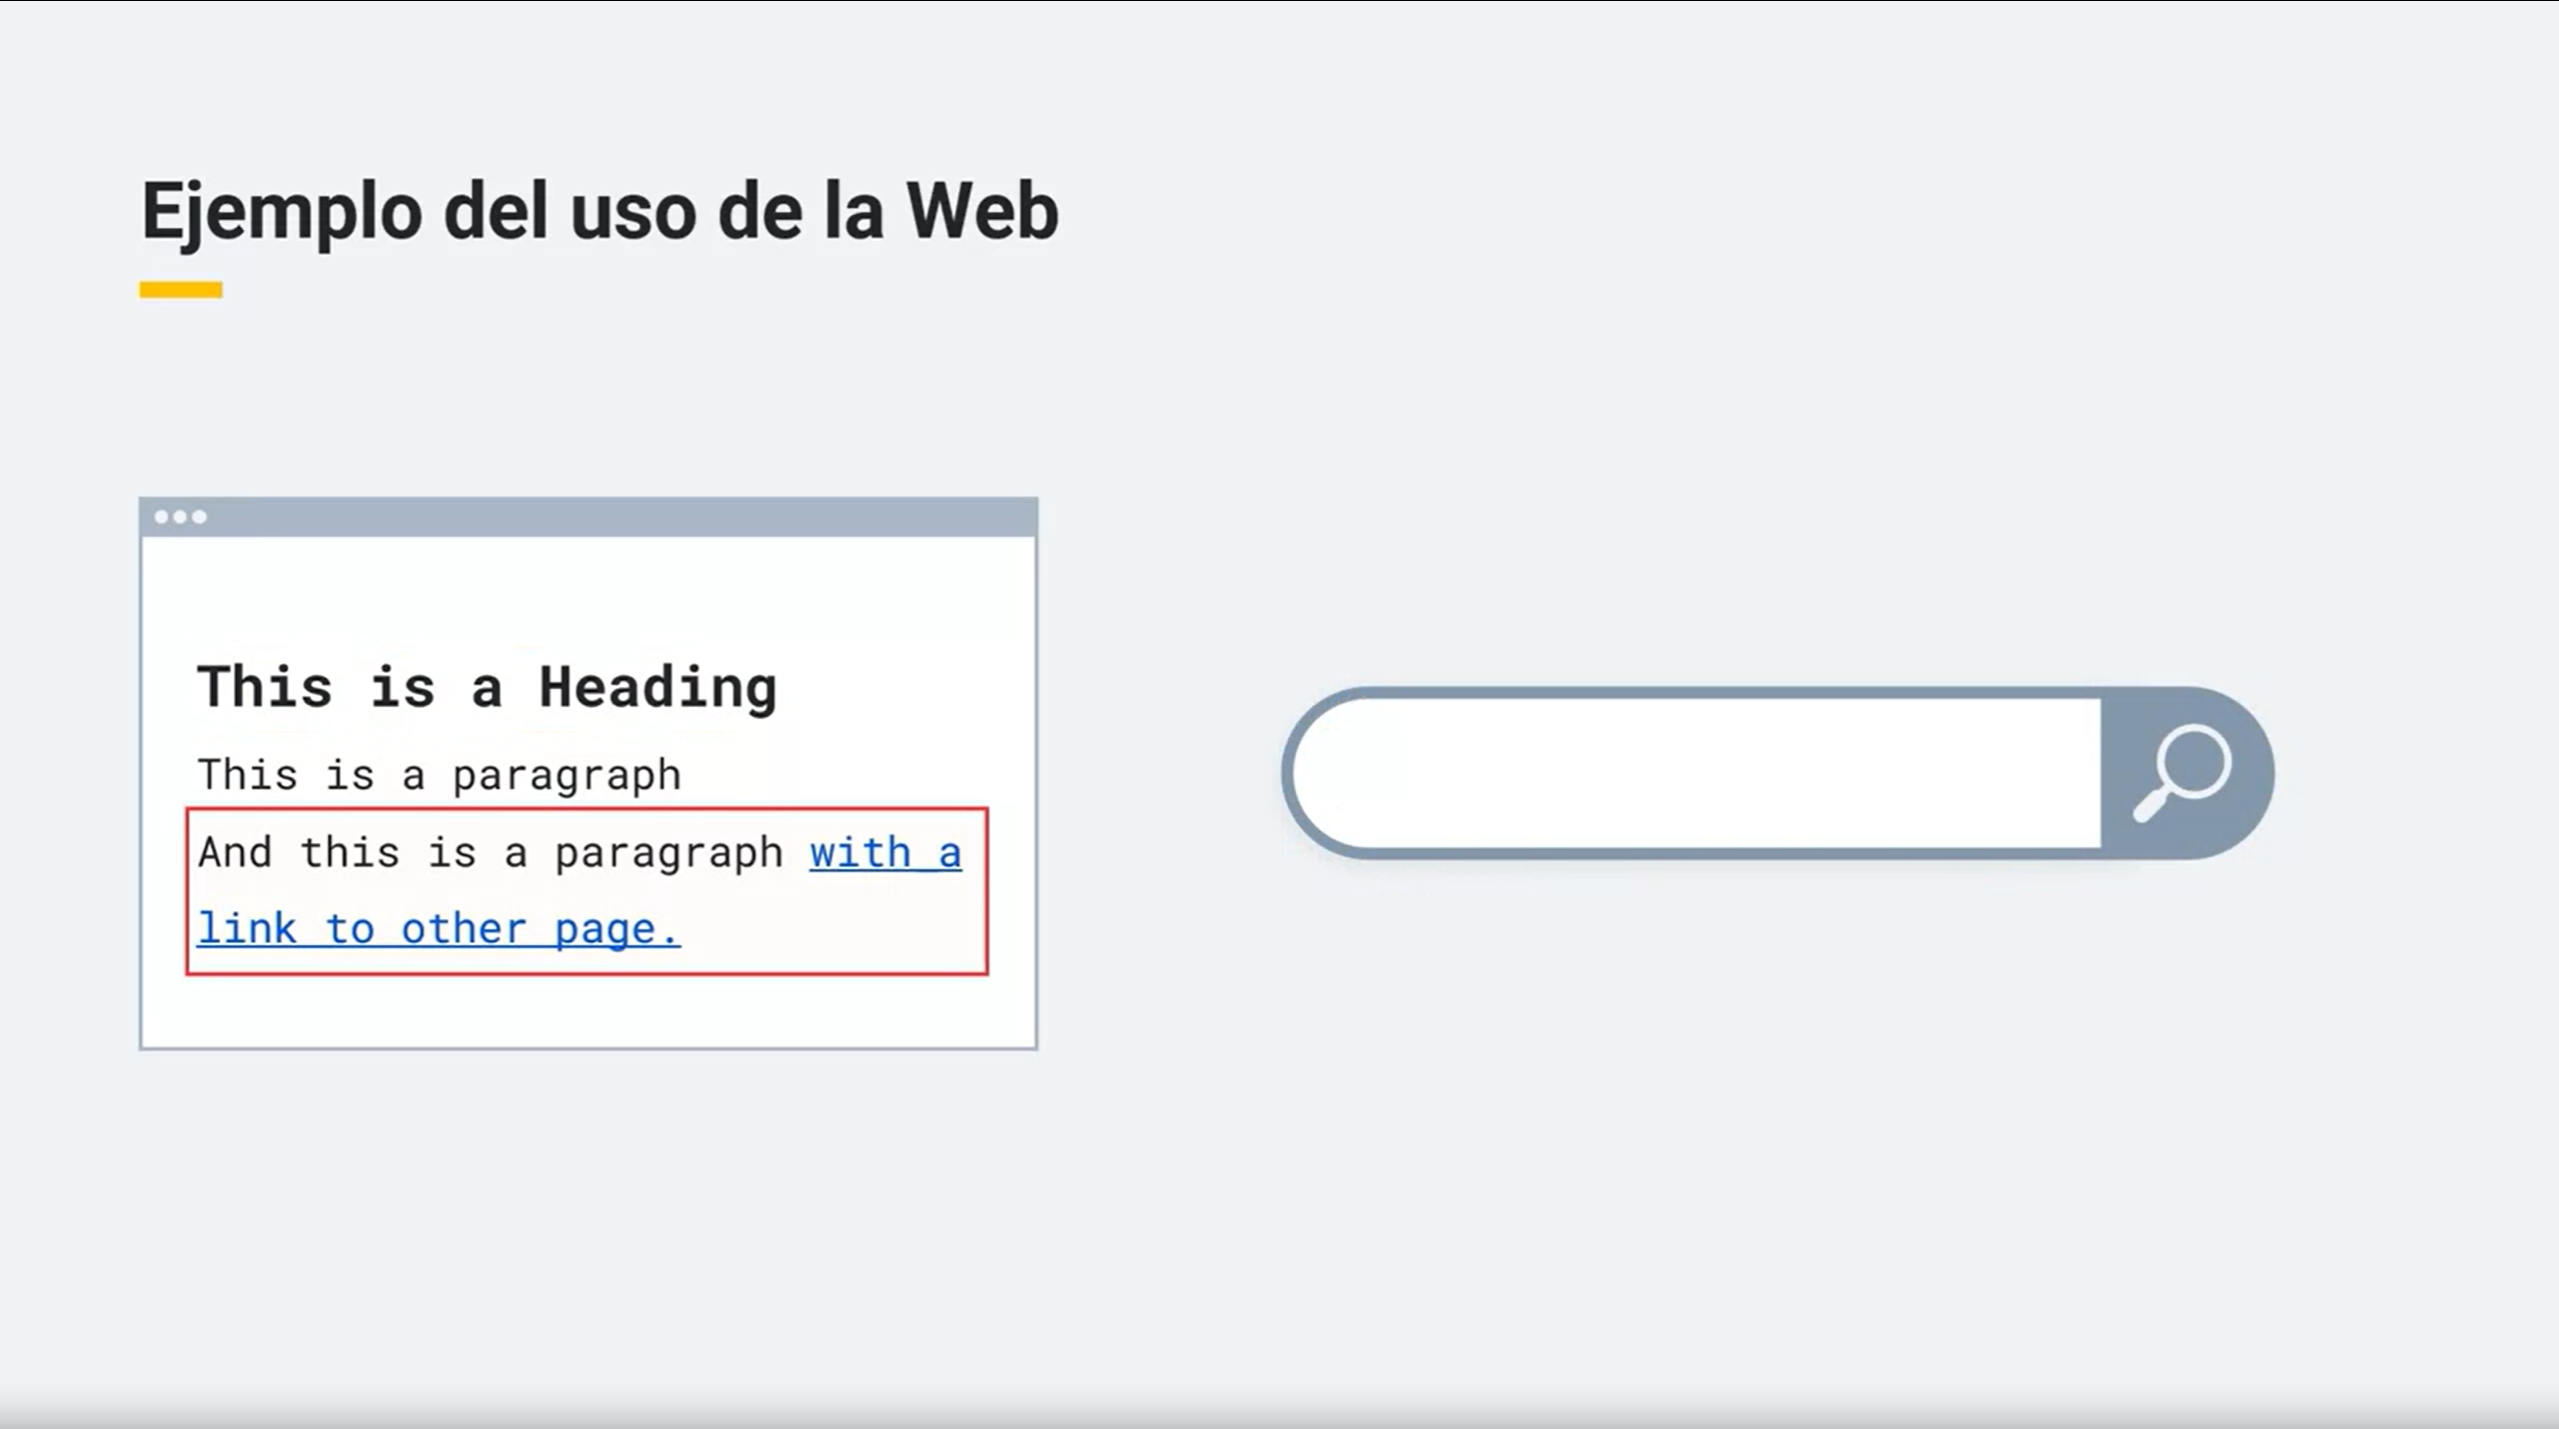 Ejemplo del uso de la Web
This is a Heading
This is a paragraph
And this is a paragraph with a
link to other page.